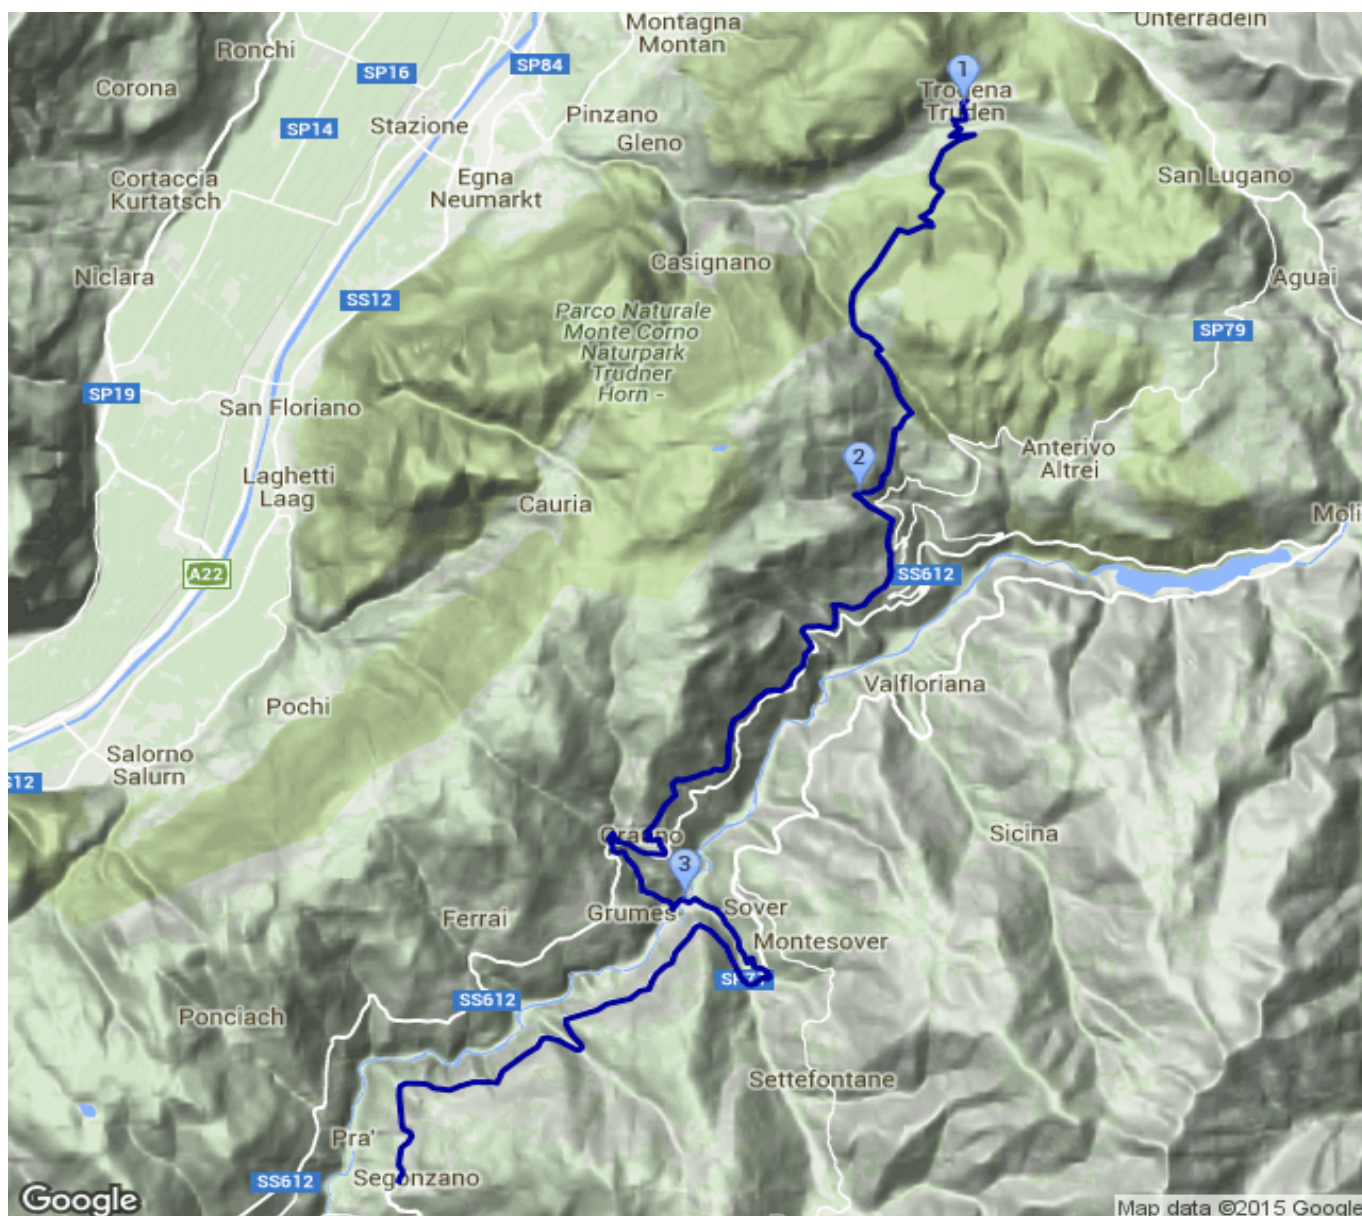 Montagna
Montan
Unterradein
Ronchi
SP84
SP16
1
Corona
Trodena
Truden
Pinzano
SP14
Stazione
Gleno
Cortaccia
Kurtatsch
Egna
Neumarkt
San Lugano
Casignano
Niclara
Aguai
SS12
Parco Naturale
Monte Corno
Naturpark
Trudner
Horn -
SP79
SP19
San Floriano
Anterivo
Altrei
2
Laghetti
Laag
Cauria
A22
SS612
Valfloriana
Pochi
Salorno
Salurn
Sicina
3
Ferrai
Grumes
Sover
Montesover
SS612
Ponciach
Settefontane
Pra'
Segonzano
SS612
Google
Map data ©2015 Google